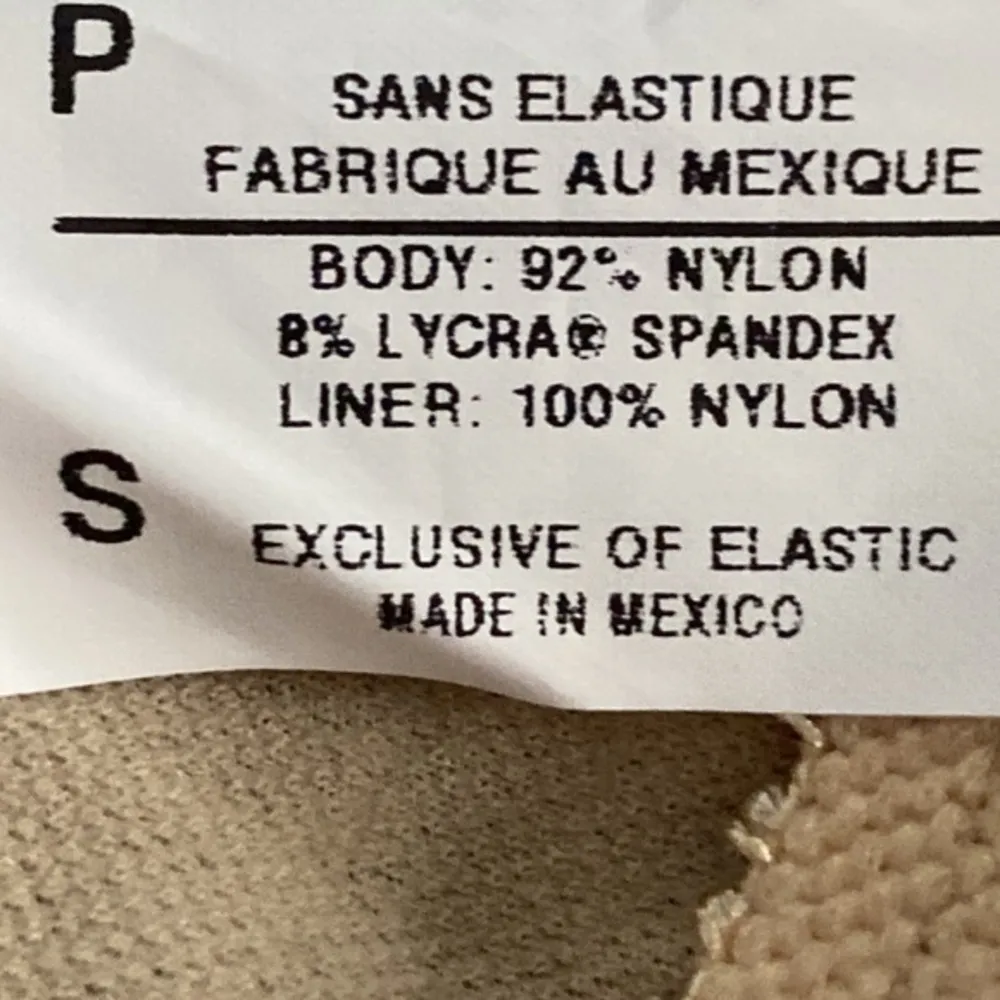 P
SANS ELASTIQUE
FABRIQUE AU MEXIQUE
BODY: 92% NYLON
8% LYCRA® SPANDEX
LINER: 100% NYLON
S
EXCLUSIVE OF ELASTIC
MADE IN MEXICO